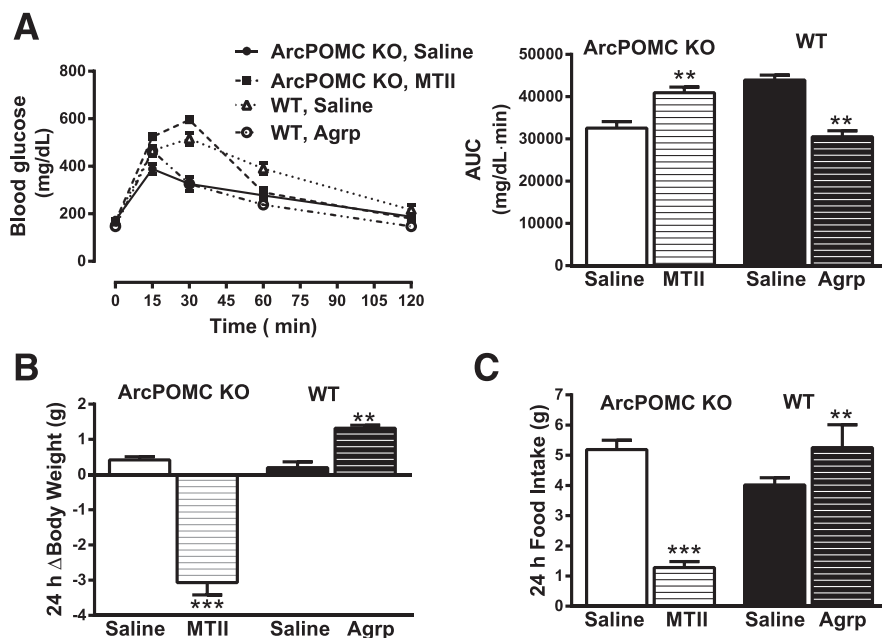 A
ArcPOMC KO, Saline
ArcPOMC KO, MTII
WT, Saline
WT, Agrp
Blood glucose
(mg/dL)
800
600
400
200
0
0 15 30 45 60 75 90 105 120
Time ( min)
ArcPOMC KO WT
AUC
(mg/dL·min)
50000
40000
30000
20000
10000
0
** **
Saline MTII Saline Agrp
B
ArcPOMC KO WT
24 h ΔBody Weight (g)
2
1
0
-1
-2
-3
-4
**
***
Saline MTII Saline Agrp
C
ArcPOMC KO WT
24 h Food Intake (g)
7
6
5
4
3
2
1
0
**
***
Saline MTII Saline Agrp